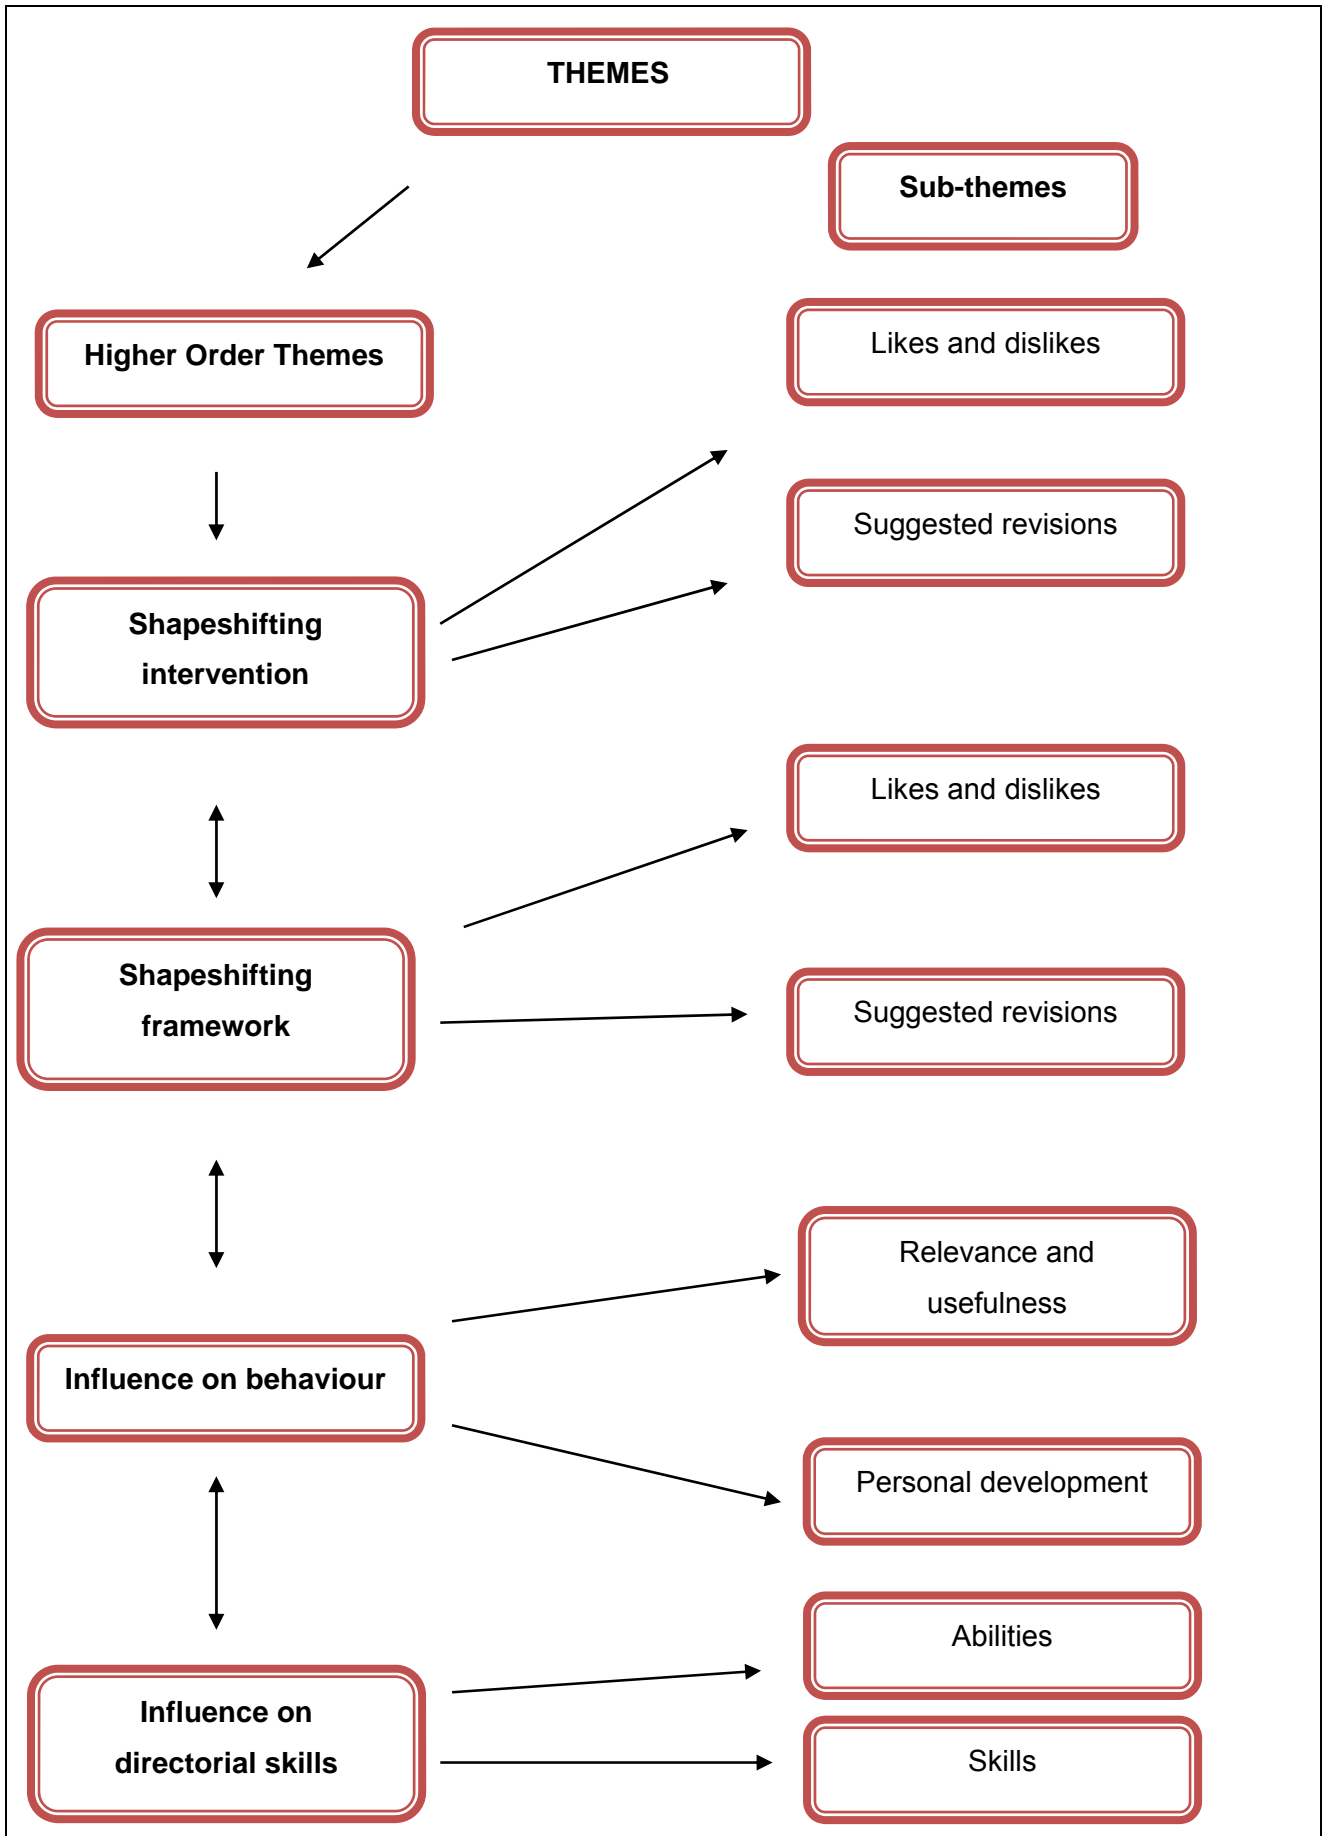 THEMES
Sub-themes
Higher Order Themes
Likes and dislikes
Suggested revisions
Shapeshifting
intervention
Likes and dislikes
Shapeshifting
framework
Suggested revisions
Relevance and
usefulness
Influence on behaviour
Personal development
Abilities
Influence on
directorial skills
Skills